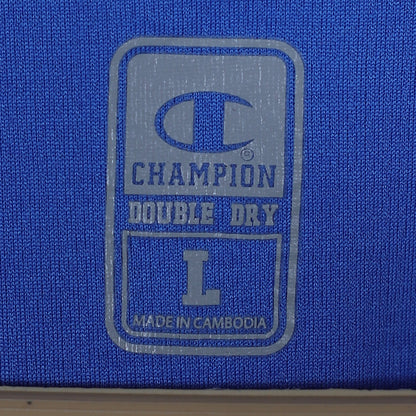 C
CHAMPION
DOUBLE DRY
L
MADE IN CAMBODIA